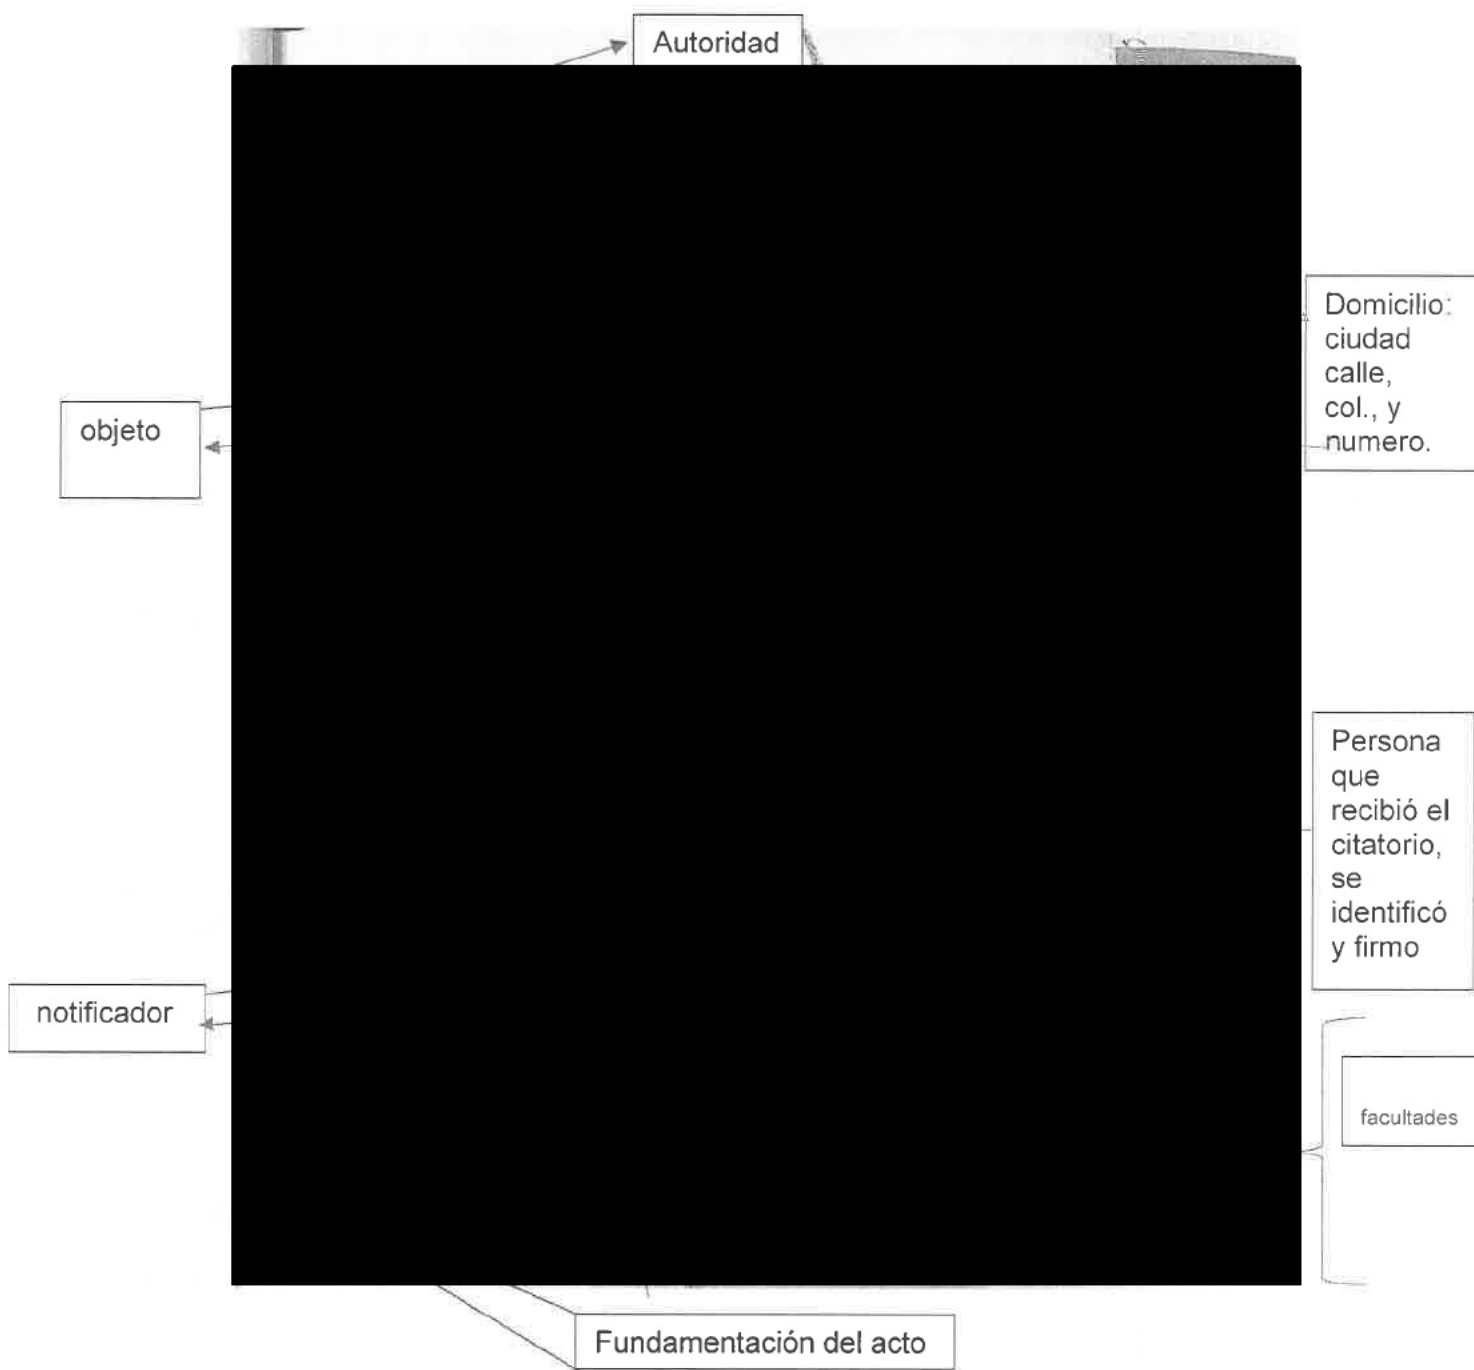 Autoridad
Domicilio:
ciudad
calle,
col., y
numero.
objeto
Persona
que
recibió el
citatorio,
se
identificó
y firmo
notificador
facultades
Fundamentación del acto